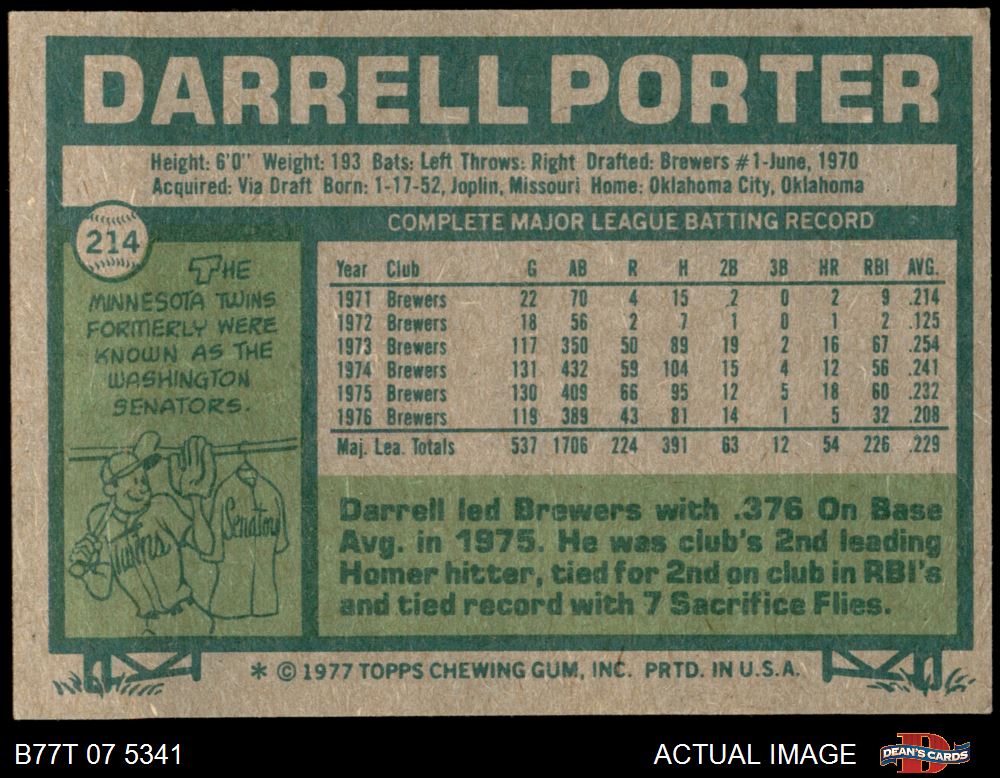 DARRELL PORTER
Height: 6'0" Weight: 193 Bats: Left Throws: Right Drafted: Brewers #1-June, 1970
Acquired: Via Draft Born: 1-17-52, Joplin, Missouri Home: Oklahoma City, Oklahoma
214
THE
MINNESOTA TWINS
FORMERLY WERE
KNOWN AS THE
WASHINGTON
SENATORS.
Twins
Senators
COMPLETE MAJOR LEAGUE BATTING RECORD
Year Club G AB R H 2B 3B HR RBI AVG.
1971 Brewers 22 70 4 15 2 0 2 9 .214
1972 Brewers 18 56 2 7 1 0 1 2 .125
1973 Brewers 117 350 50 89 19 2 16 67 .254
1974 Brewers 131 432 59 104 15 4 12 56 .241
1975 Brewers 130 409 66 95 12 5 18 60 .232
1976 Brewers 119 389 43 81 14 1 5 32 .208
Maj. Lea. Totals 537 1706 224 391 63 12 54 226 .229
Darrell led Brewers with .376 On Base
Avg. in 1975. He was club's 2nd leading
Homer hitter, tied for 2nd on club in RBI's
and tied record with 7 Sacrifice Flies.
* © 1977 TOPPS CHEWING GUM, INC. PRTD. IN U.S.A.
B77T 07 5341
ACTUAL IMAGE
DEAN'S CARDS